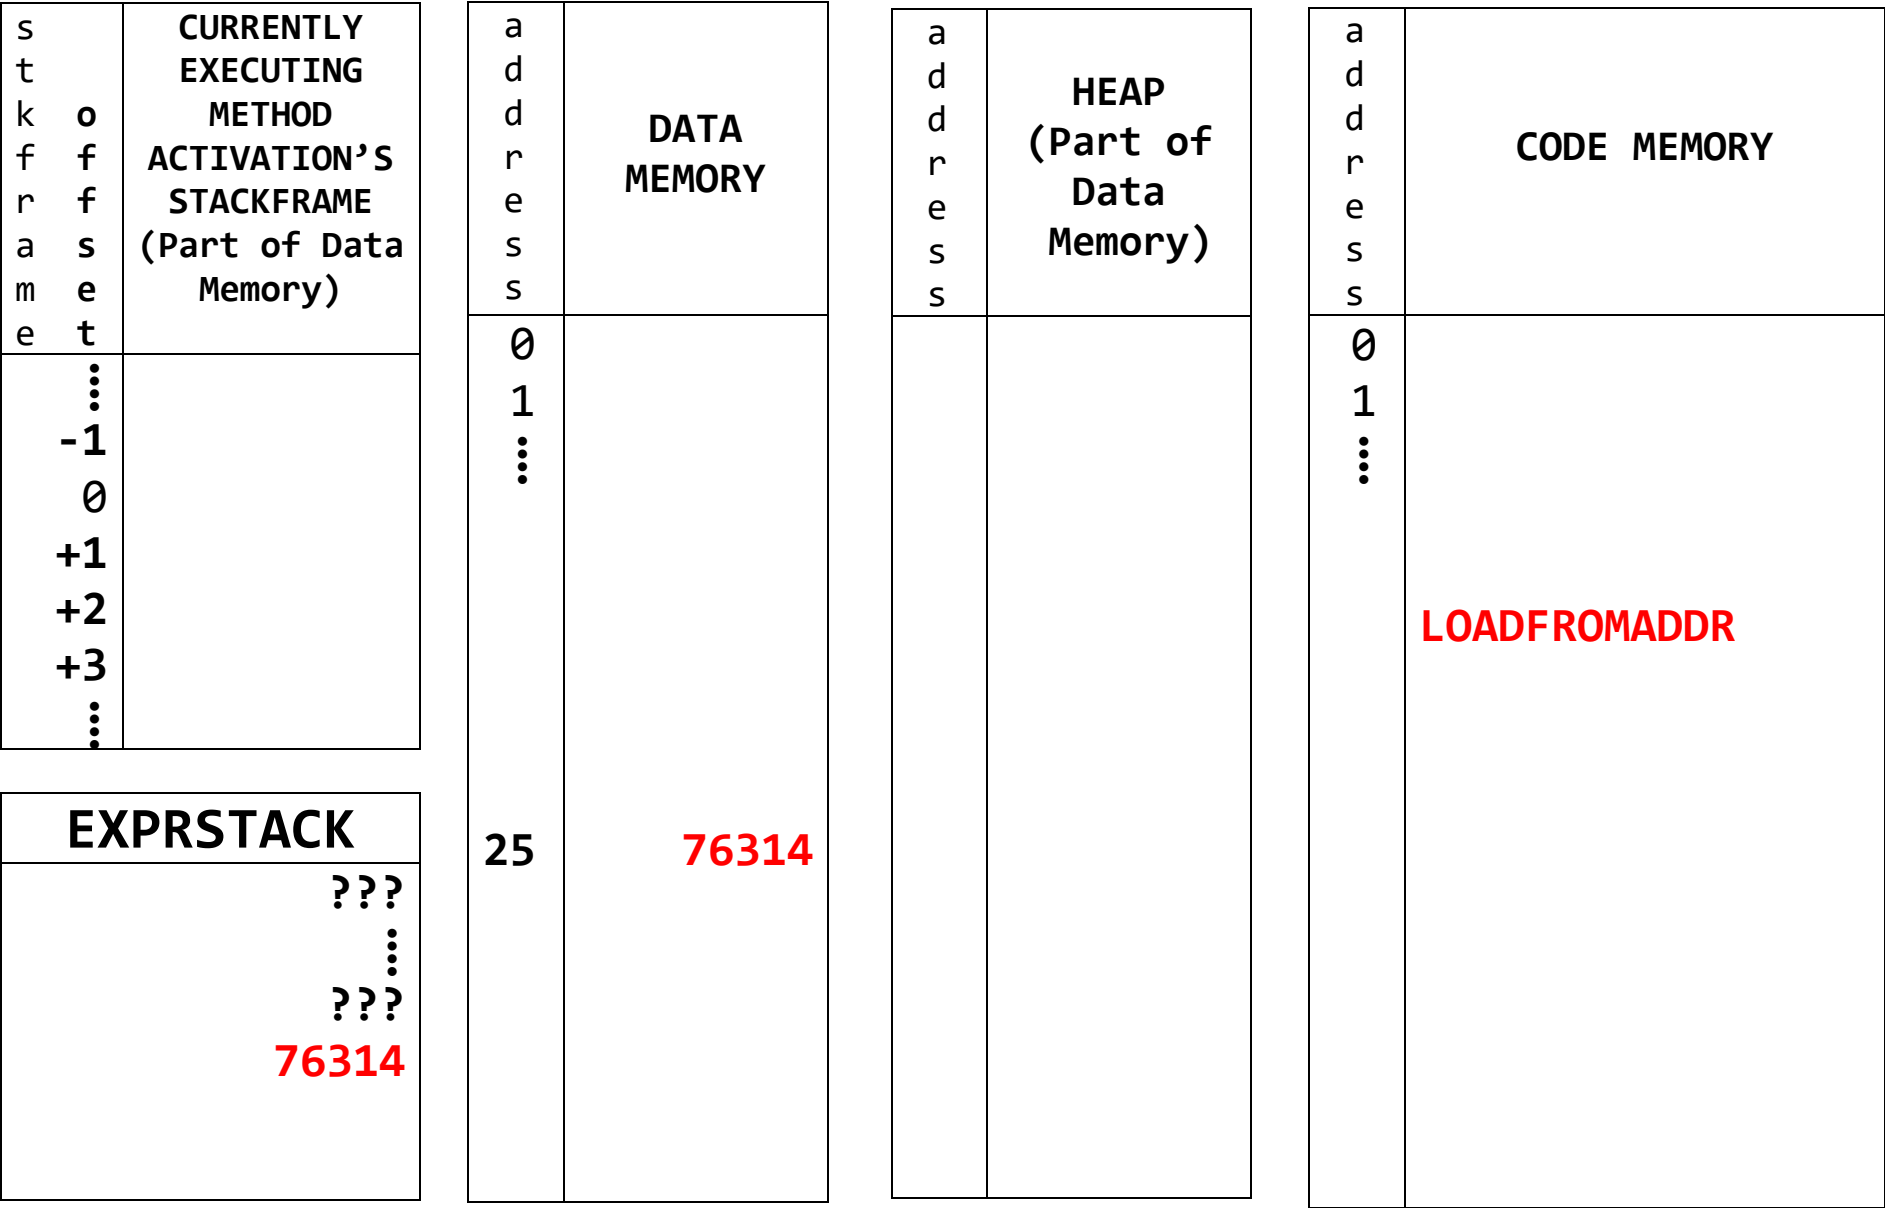 s
t
k o
f f
r f
a s
m e
e t
CURRENTLY
EXECUTING
METHOD
ACTIVATION’S
STACKFRAME
(Part of Data
Memory)
⋮
-1
0
+1
+2
+3
⋮
EXPRSTACK
???
⋮
???
76314
a
d
d
r
e
s
s
DATA
MEMORY
0
1
⋮
25 76314
a
d
d
r
e
s
s
HEAP
(Part of
Data
Memory)
a
d
d
r
e
s
s
CODE MEMORY
0
1
⋮
LOADFROMADDR